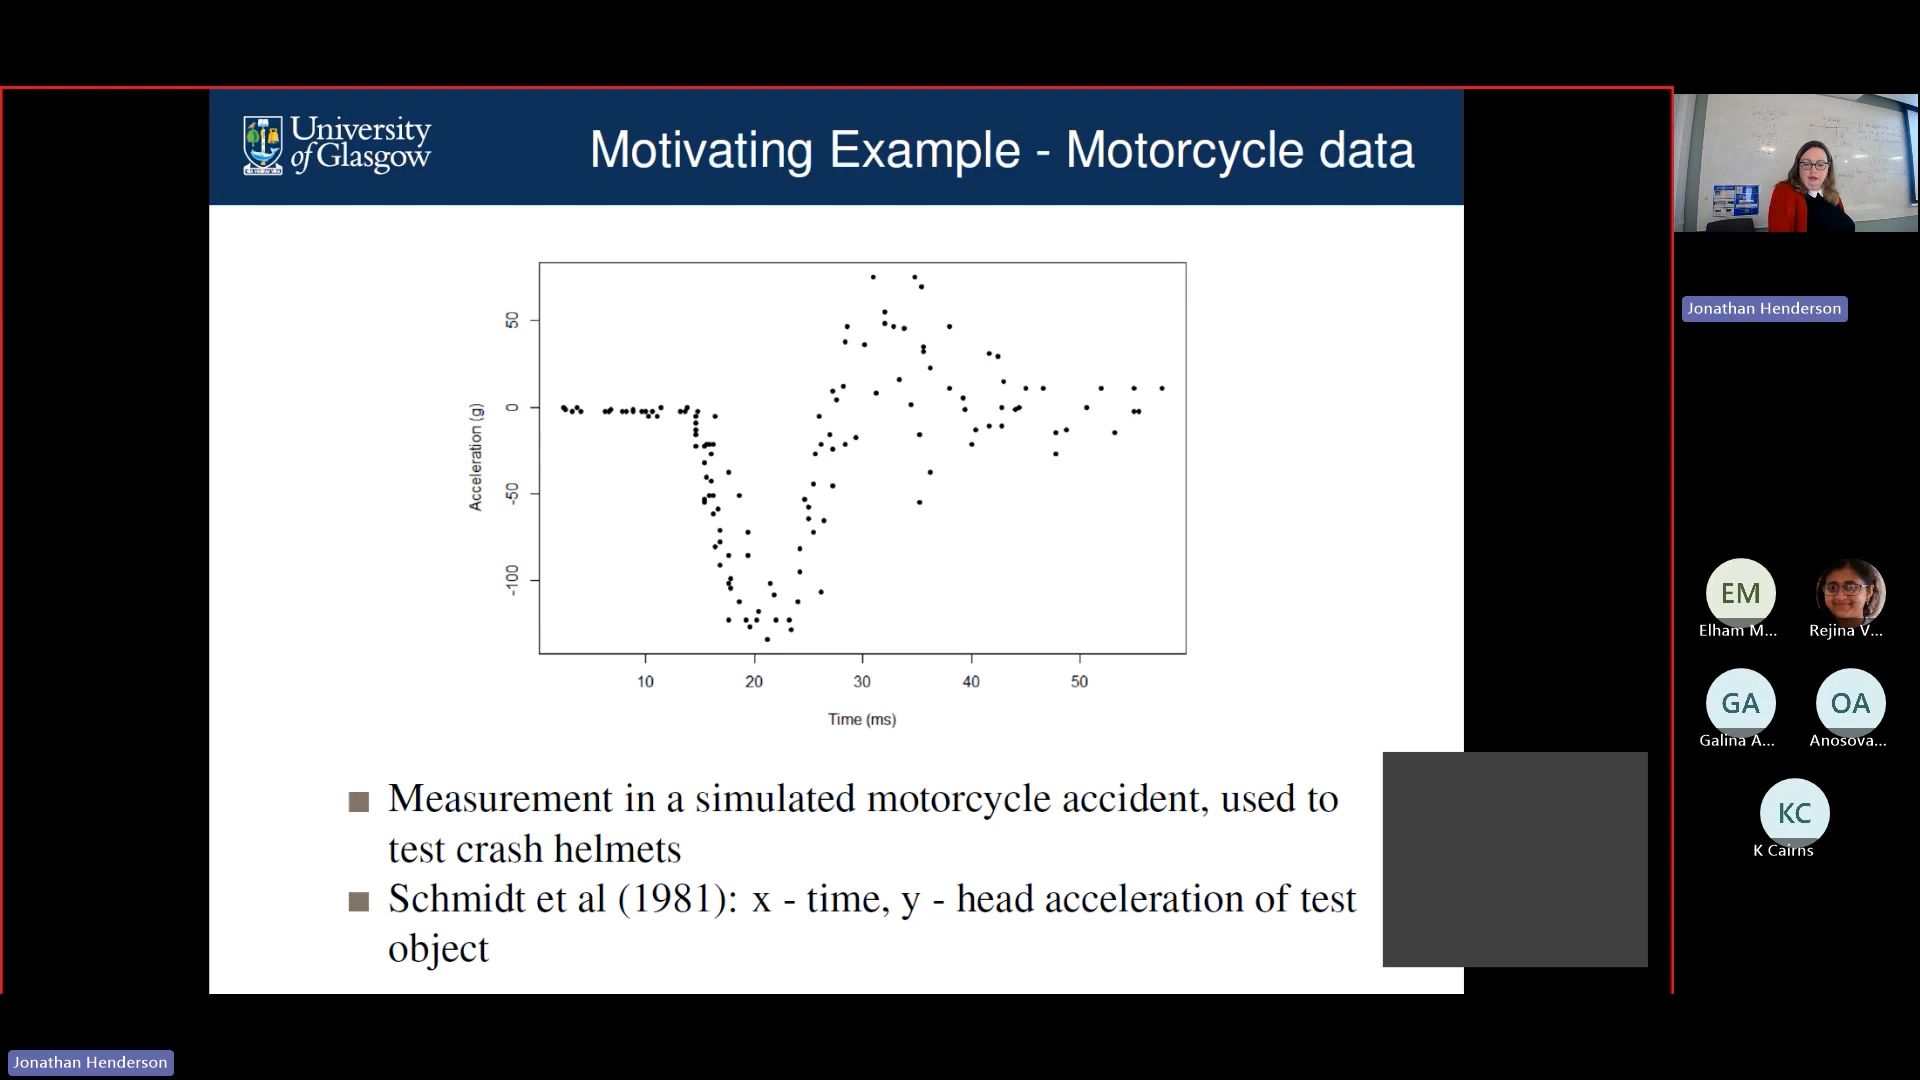 University
of Glasgow
Motivating Example - Motorcycle data
50
0
-50
-100
Acceleration (g)
10 20 30 40 50
Time (ms)
Measurement in a simulated motorcycle accident, used to
test crash helmets
Schmidt et al (1981): x - time, y - head acceleration of test
object
Jonathan Henderson
EM
Elham M...
Rejina V...
GA
Galina A...
OA
Anosova...
KC
K Cairns
Jonathan Henderson